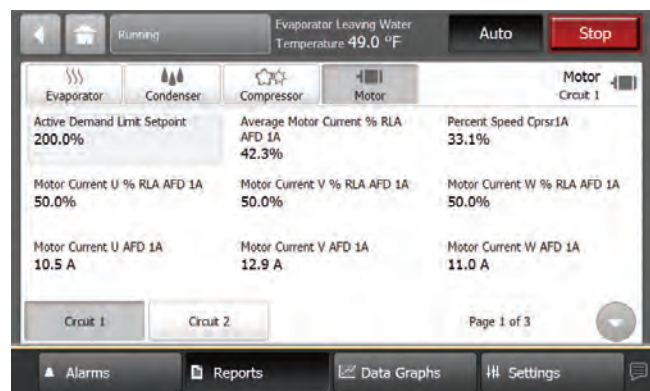 Running
Evaporator Leaving Water
Temperature 49.0 °F
Auto
Stop
Evaporator
Condenser
Compressor
Motor
Motor
Circuit 1
Active Demand Limit Setpoint
200.0%
Average Motor Current % RLA
AFD 1A
42.3%
Percent Speed Cprsr1A
33.1%
Motor Current U % RLA AFD 1A
50.0%
Motor Current V % RLA AFD 1A
50.0%
Motor Current W % RLA AFD 1A
50.0%
Motor Current U AFD 1A
10.5 A
Motor Current V AFD 1A
12.9 A
Motor Current W AFD 1A
11.0 A
Circuit 1
Circuit 2
Page 1 of 3
Alarms
Reports
Data Graphs
Settings